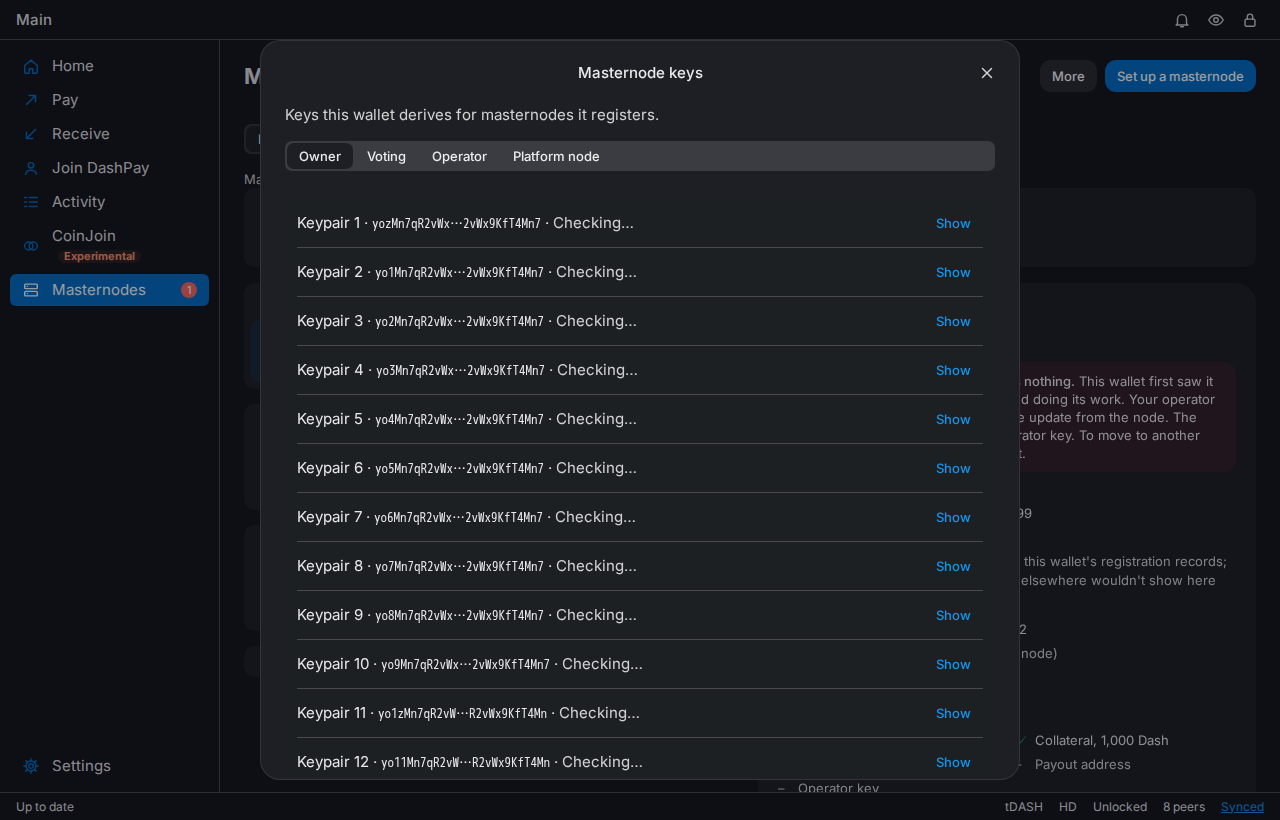 Main
Home
Pay
Receive
Join DashPay
Activity
CoinJoin
Experimental
Masternodes 1
Settings
More
Set up a masternode
Masternode keys
Keys this wallet derives for masternodes it registers.
Owner Voting Operator Platform node
Keypair 1 · yozMn7qR2vWx…2vWx9KfT4Mn7 · Checking… Show
Keypair 2 · yo1Mn7qR2vWx…2vWx9KfT4Mn7 · Checking… Show
Keypair 3 · yo2Mn7qR2vWx…2vWx9KfT4Mn7 · Checking… Show
Keypair 4 · yo3Mn7qR2vWx…2vWx9KfT4Mn7 · Checking… Show
Keypair 5 · yo4Mn7qR2vWx…2vWx9KfT4Mn7 · Checking… Show
Keypair 6 · yo5Mn7qR2vWx…2vWx9KfT4Mn7 · Checking… Show
Keypair 7 · yo6Mn7qR2vWx…2vWx9KfT4Mn7 · Checking… Show
Keypair 8 · yo7Mn7qR2vWx…2vWx9KfT4Mn7 · Checking… Show
Keypair 9 · yo8Mn7qR2vWx…2vWx9KfT4Mn7 · Checking… Show
Keypair 10 · yo9Mn7qR2vWx…2vWx9KfT4Mn7 · Checking… Show
Keypair 11 · yo1zMn7qR2vW…R2vWx9KfT4Mn · Checking… Show
Keypair 12 · yo11Mn7qR2vW…R2vWx9KfT4Mn · Checking… Show
nothing. This wallet first saw it
d doing its work. Your operator
e update from the node. The
rator key. To move to another
t.
99
this wallet's registration records;
elsewhere wouldn't show here
2
node)
Collateral, 1,000 Dash
Payout address
– Operator key
Up to date
tDASH HD Unlocked 8 peers Synced